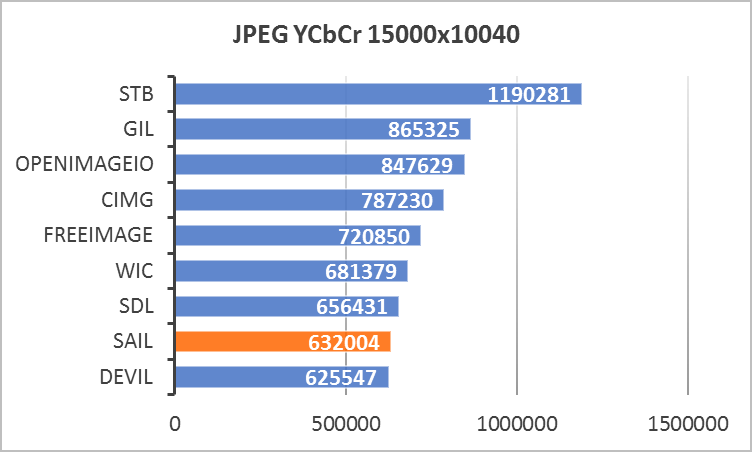 JPEG YCbCr 15000x10040
STB 1190281
GIL 865325
OPENIMAGEIO 847629
CIMG 787230
FREEIMAGE 720850
WIC 681379
SDL 656431
SAIL 632004
DEVIL 625547
0 500000 1000000 1500000